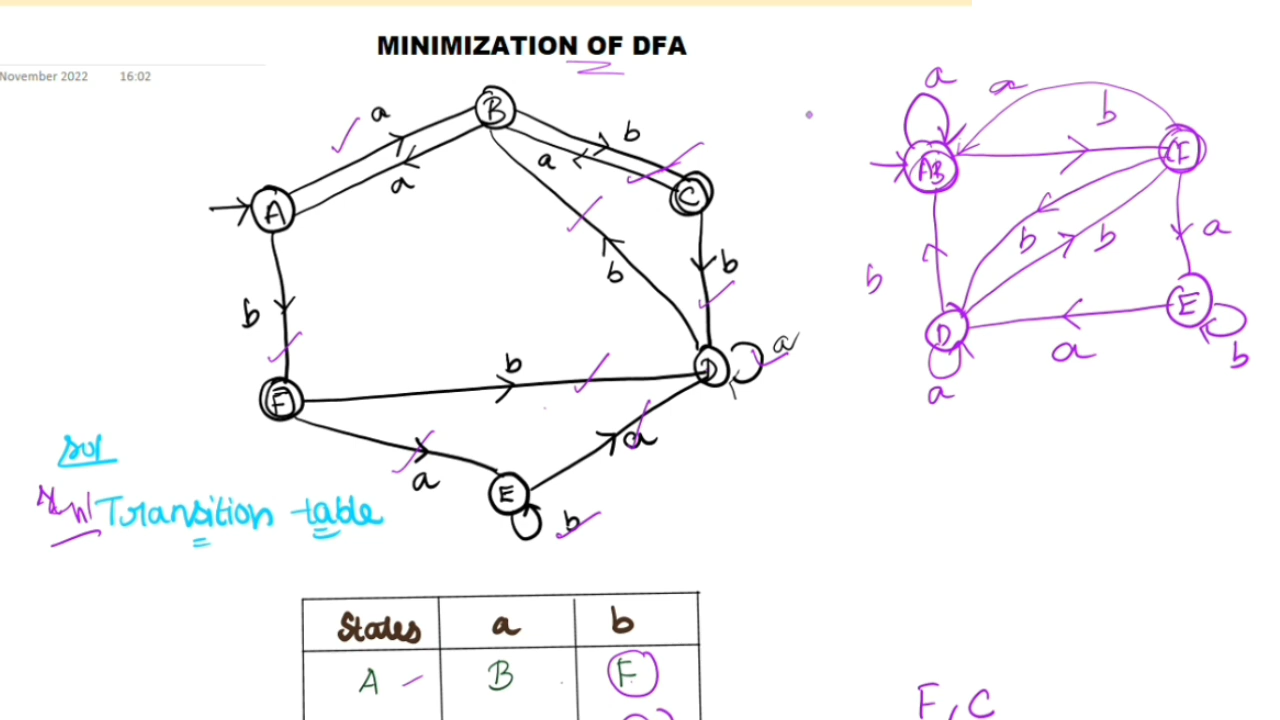 MINIMIZATION OF DFA
November 2022 16:02
a
B
b
a
a
A
C
b
b
b
F
b
D
a
a
a
E
b
Sol
Transition table
States a b
A B F
a
a
b
AB
CF
b
b
a
b
D
E
a
a
b
F, C